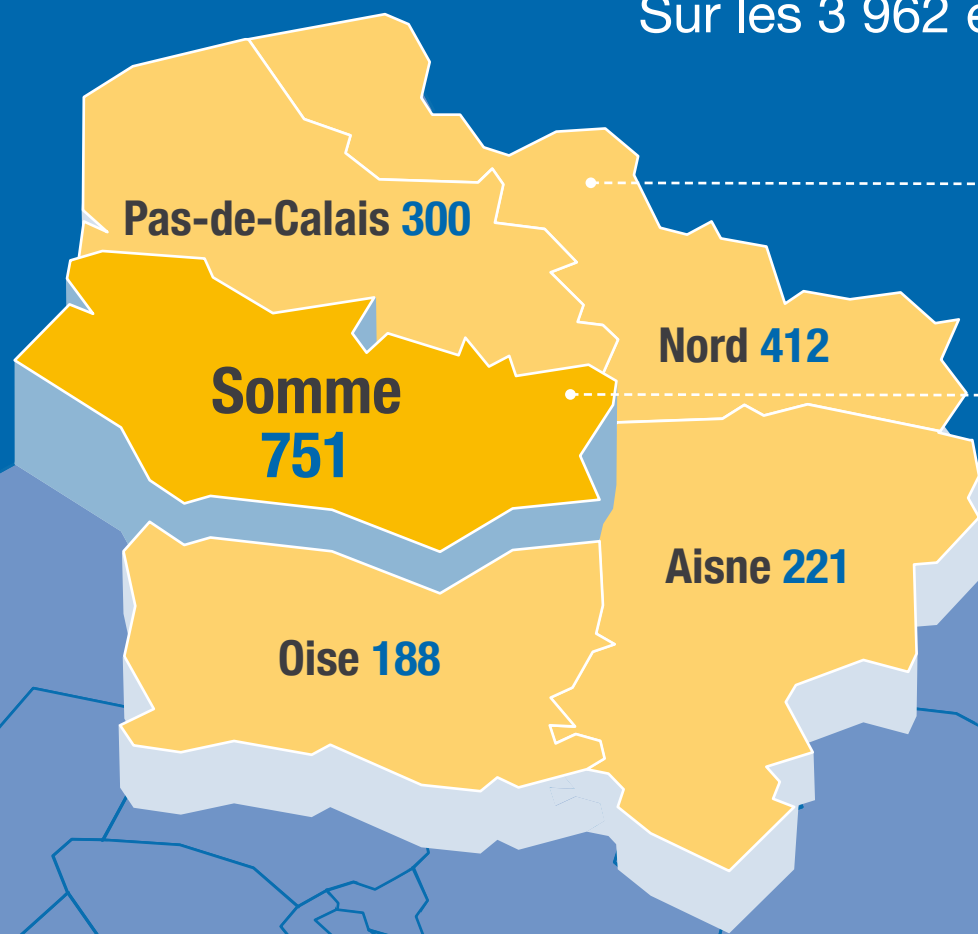 Sur les 3 962 e
Pas-de-Calais 300
Nord 412
Somme
751
Aisne 221
Oise 188